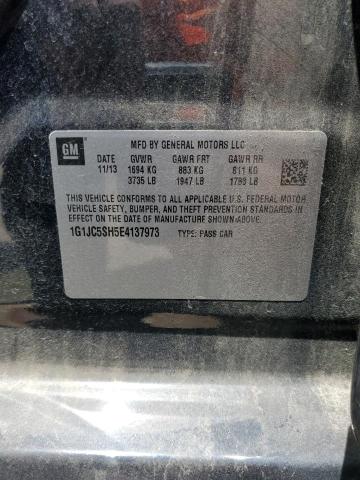 GM
MFD BY GENERAL MOTORS LLC
11/13 GVWR GAWR FRT GAWR RR
1694 KG 883 KG 811 KG
3735 LB 1947 LB 1788 LB
THIS VEHICLE CONFORMS TO ALL APPLICABLE U.S. FEDERAL MOTOR
VEHICLE SAFETY, BUMPER, AND THEFT PREVENTION STANDARDS IN
EFFECT ON THE DATE OF MANUFACTURE SHOWN ABOVE.
1G1JC5SH5E4137973 TYPE: PASS CAR